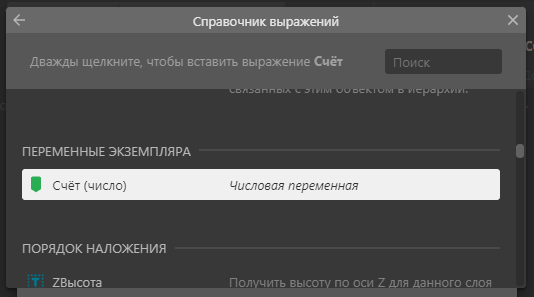 Справочник выражений
Дважды щелкните, чтобы вставить выражение Счёт
Поиск
связанных с этим объектом в иерархии.
ПЕРЕМЕННЫЕ ЭКЗЕМПЛЯРА
Счёт (число) Числовая переменная
ПОРЯДОК НАЛОЖЕНИЯ
ZВысота Получить высоту по оси Z для данного слоя